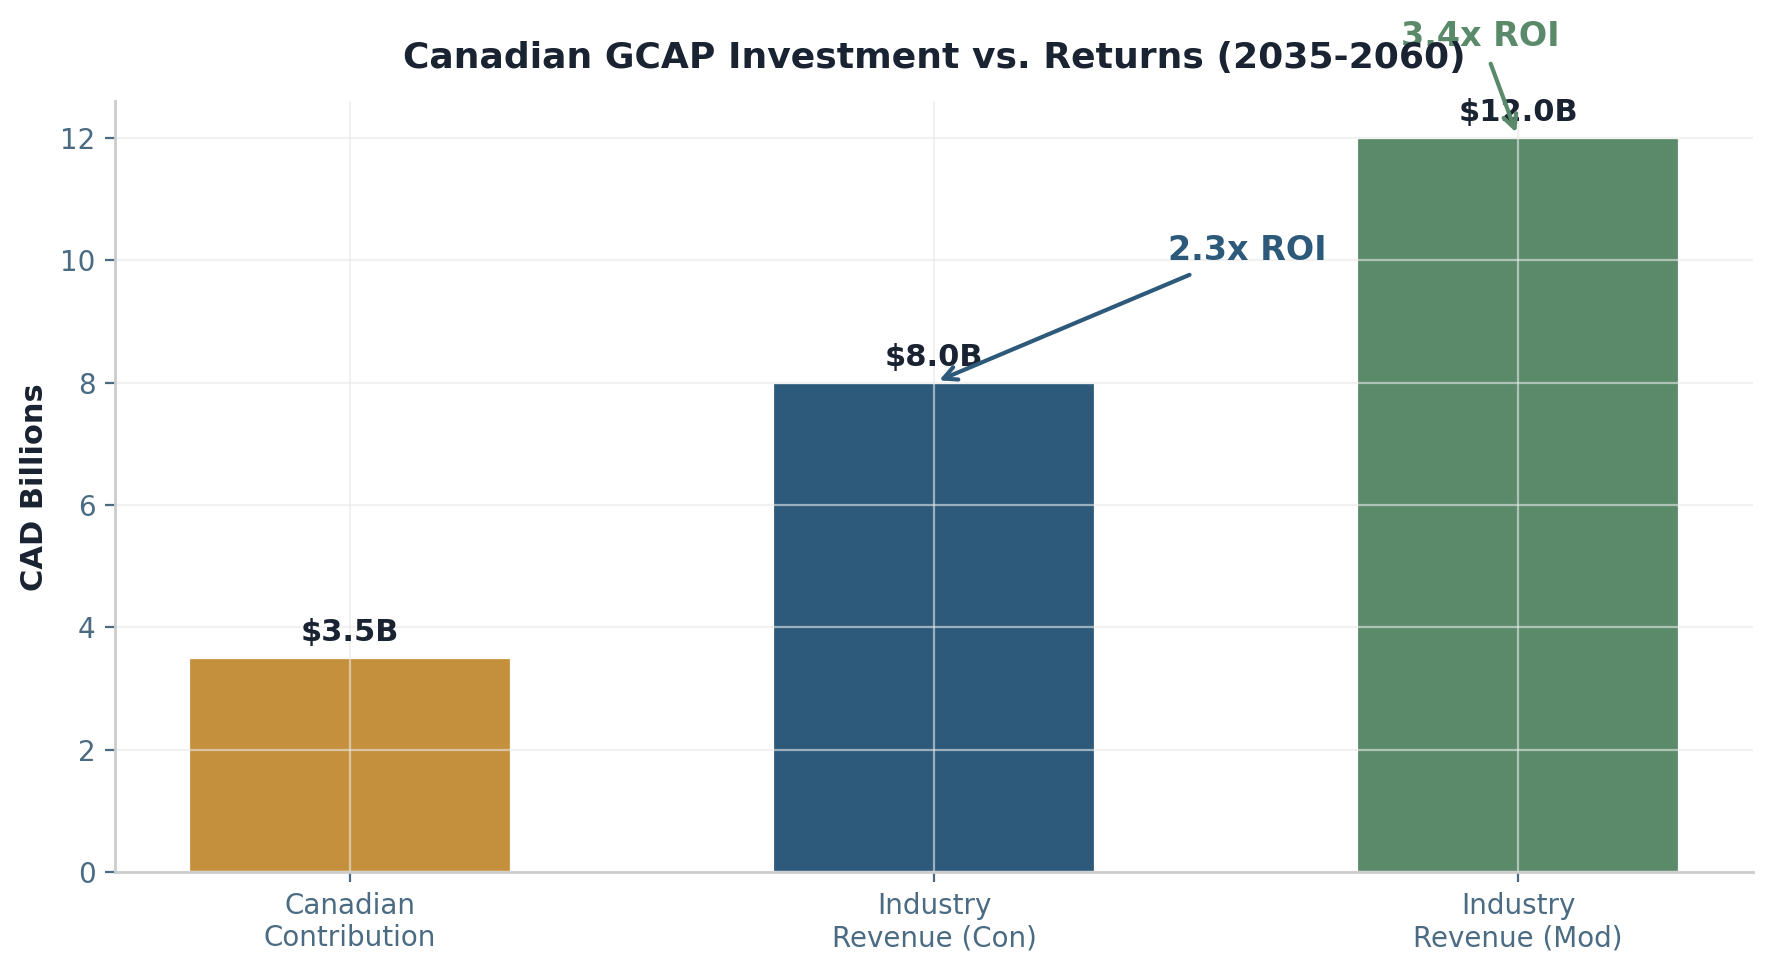 3.4x ROI
Canadian GCAP Investment vs. Returns (2035-2060)
$12.0B
12
2.3x ROI
10
$8.0B
8
6
CAD Billions
$3.5B
4
2
0
Canadian
Contribution
Industry
Revenue (Con)
Industry
Revenue (Mod)